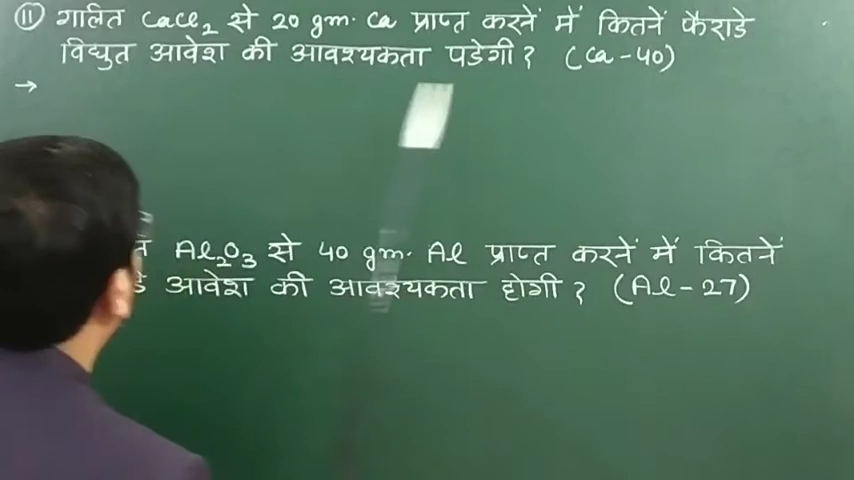 (11) गलित CaCl₂ से 20 gm. Ca प्राप्त करनें में कितनें फैराडे
विद्युत आवेश की आवश्यकता पडेगी? (Ca-40)
→
Al₂O₃ से 40 gm. Al प्राप्त करनें में कितनें
आवेश की आवश्यकता होगी? (Al-27)